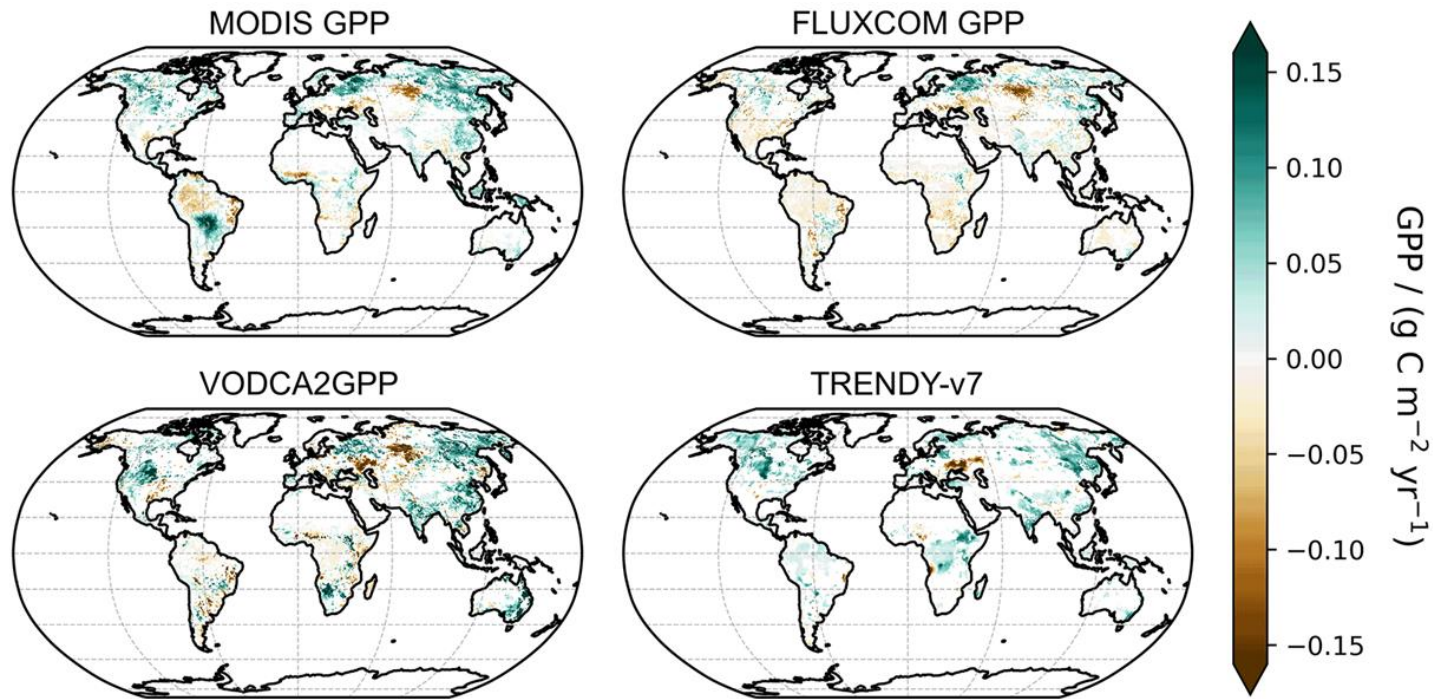 MODIS GPP
FLUXCOM GPP
VODCA2GPP
TRENDY-v7
0.15
0.10
0.05
0.00
−0.05
−0.10
−0.15
GPP / (g C m⁻² yr⁻¹)